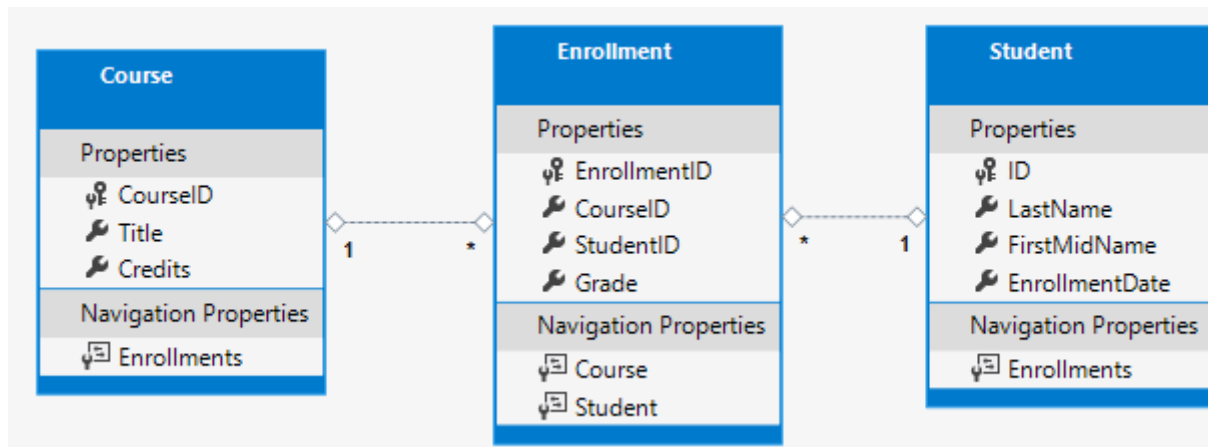 Course
Properties
CourseID
Title
Credits
Navigation Properties
Enrollments
1
*
Enrollment
Properties
EnrollmentID
CourseID
StudentID
Grade
Navigation Properties
Course
Student
*
1
Student
Properties
ID
LastName
FirstMidName
EnrollmentDate
Navigation Properties
Enrollments